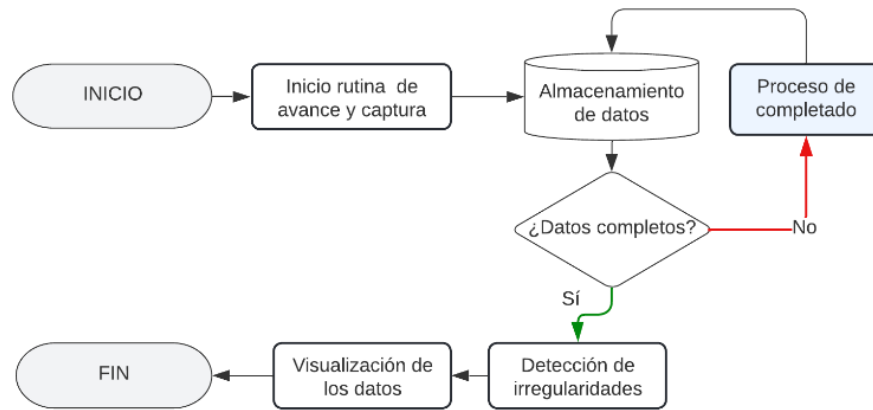 INICIO
Inicio rutina de
avance y captura
Almacenamiento
de datos
Proceso de
completado
¿Datos completos?
No
Sí
Detección de
irregularidades
Visualización de
los datos
FIN